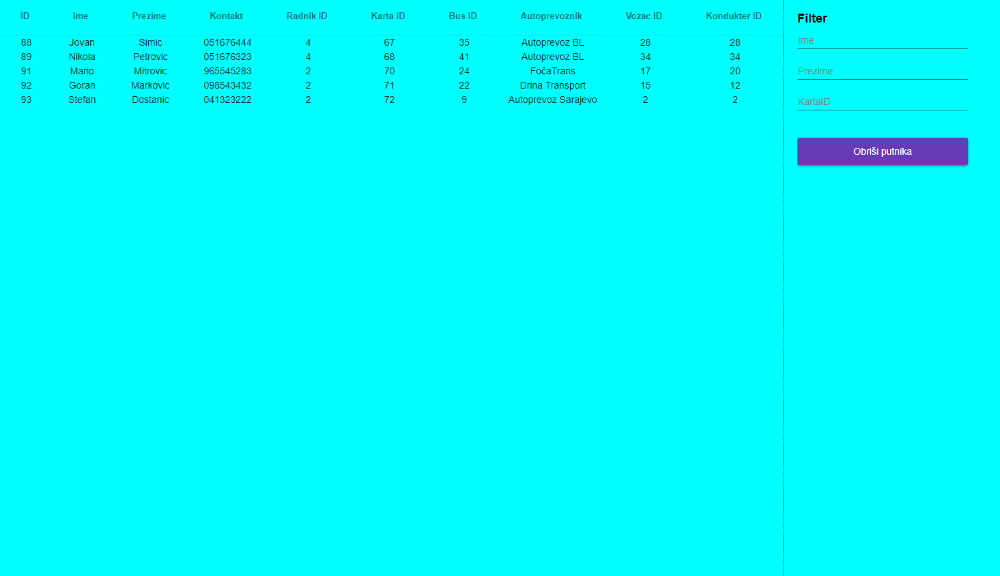 ID Ime Prezime Kontakt Radnik ID Karta ID Bus ID Autoprevoznik Vozac ID Kondukter ID
88 Jovan Simic 051676444 4 67 35 Autoprevoz BL 28 28
89 Nikola Petrovic 051676323 4 68 41 Autoprevoz BL 34 34
91 Mario Mitrovic 965545283 2 70 24 FočaTrans 17 20
92 Goran Markovic 098543432 2 71 22 Drina Transport 15 12
93 Stefan Dostanic 041323222 2 72 9 Autoprevoz Sarajevo 2 2
Filter
Ime
Prezime
KartaID
Obriši putnika